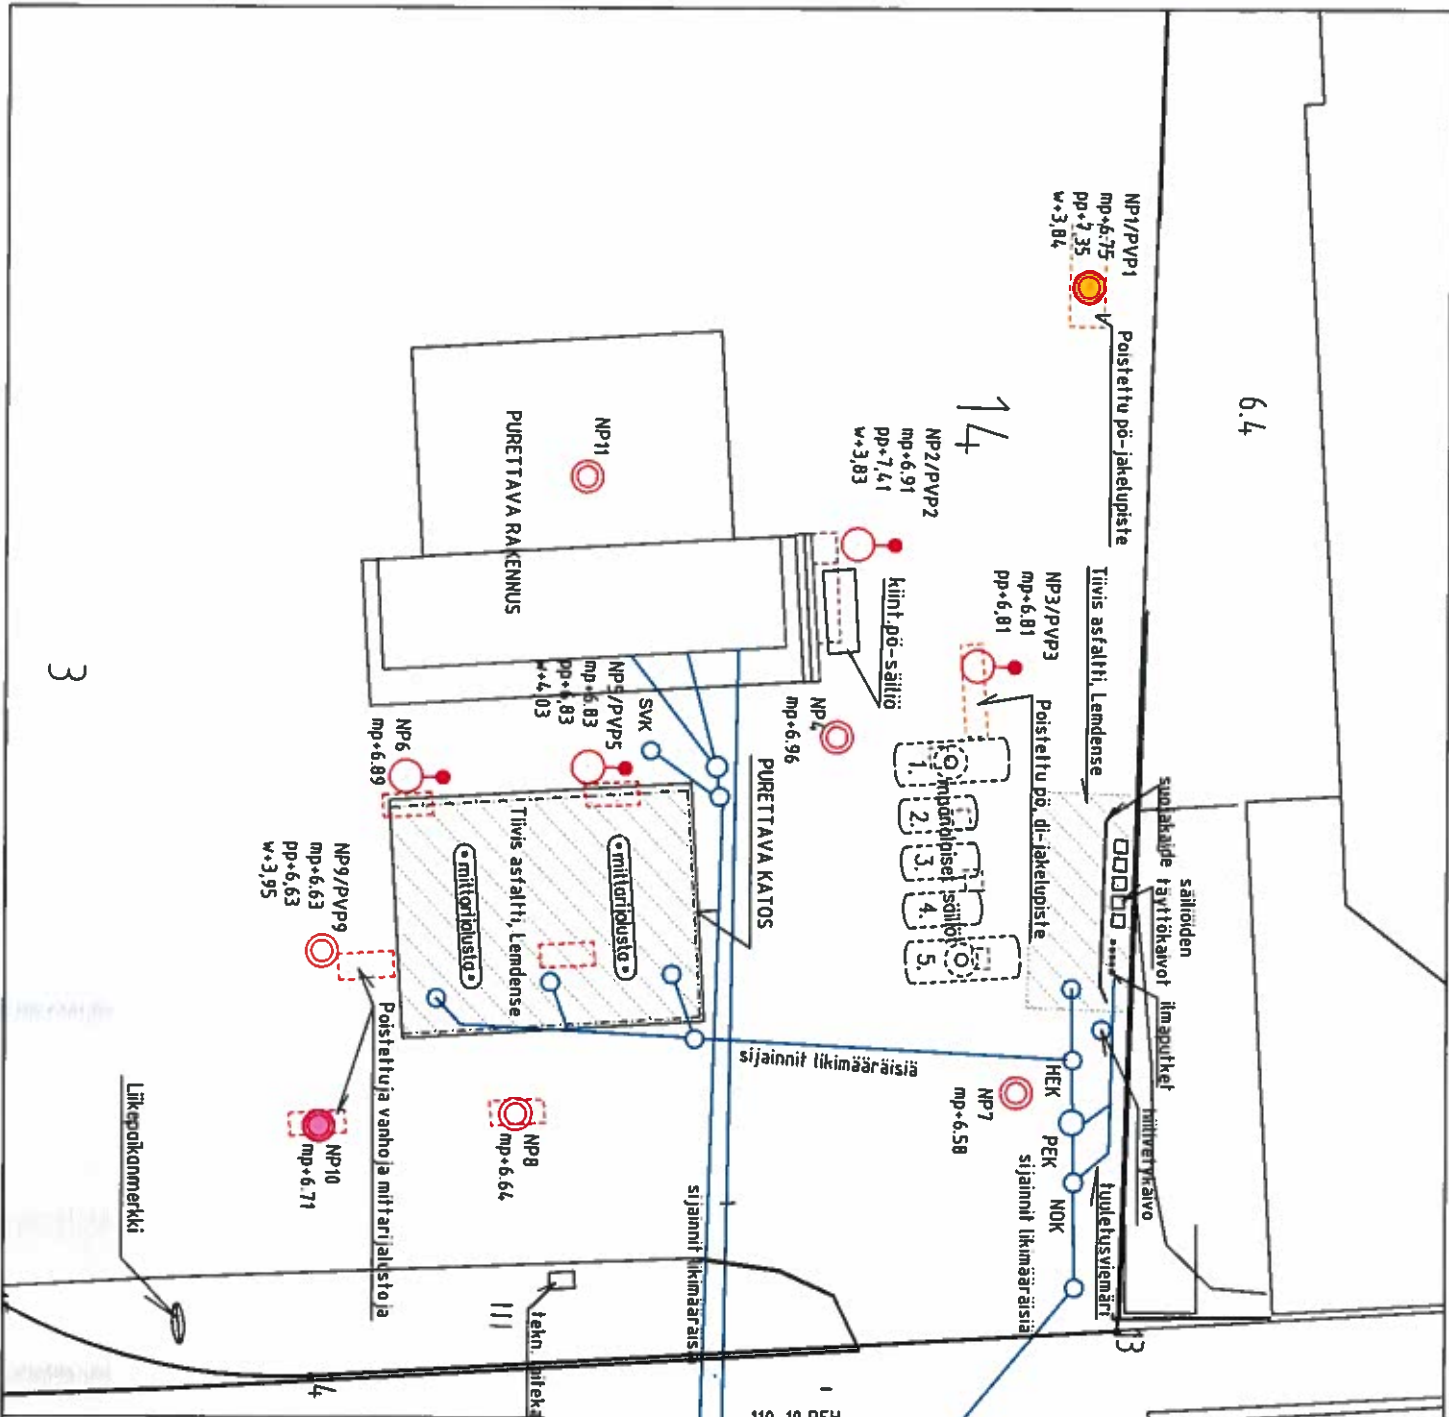 6.4
NP1/PVP1
mp+6.75
pp+7.35
w+3,84
Poistettu pö-jakelupiste
14
NP2/PVP2
mp+6.91
pp+7,41
w+3,83
NP11
PURETTAVA RAKENNUS
kiint.pö-säiliö
NP3/PVP3
mp+6.81
pp+6,81
Tiivis asfaltti, Lemdense
Poistettu pö, di-jakelupiste
3
NP4
mp+6.96
SVK
NP5/PVP5
mp+6.83
pp+6,83
w+4,03
NP6
mp+6.89
PURETTAVA KATOS
1.
2.
3.
4.
5.
säiliöiden
täyttökaivot
suojakaide
ilmaputket
hiilivetykaivo
tuuletusviemäri
mittarijalusta
Tiivis asfaltti, Lemdense
mittarijalusta
NP9/PVP9
mp+6.63
pp+6,63
w+3,95
Poistettuja vanhoja mittarijalustoja
NP10
mp+6.71
NP8
mp+6.64
sijainnit likimääräisiä
NP7
mp+6.58
HEK
PEK
NOK
sijainnit likimääräisiä
sijainnit likimääräisiä
Liikepaikanmerkki
III
tekn.
13
4